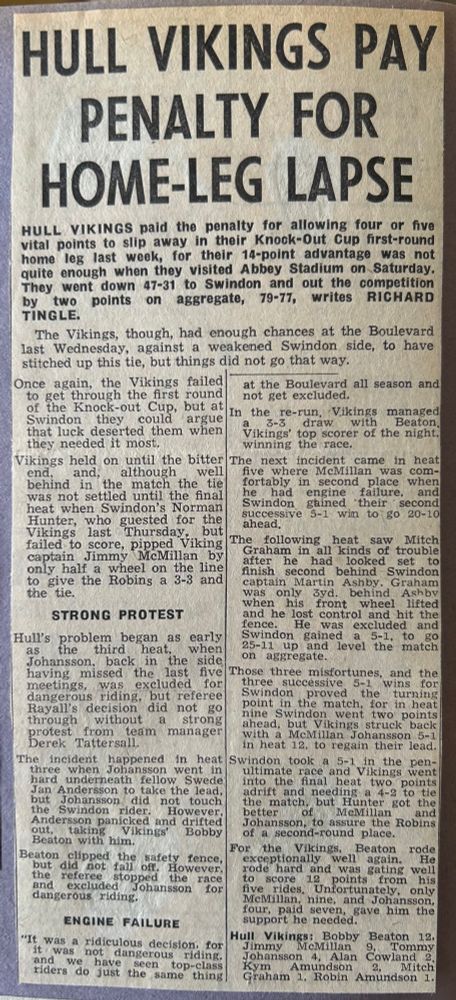 HULL VIKINGS PAY
PENALTY FOR
HOME-LEG LAPSE
HULL VIKINGS paid the penalty for allowing four or five
vital points to slip away in their Knock-Out Cup first-round
home leg last week, for their 14-point advantage was not
quite enough when they visited Abbey Stadium on Saturday.
They went down 47-31 to Swindon and out the competition
by two points on aggregate, 79-77, writes RICHARD
TINGLE.
The Vikings, though, had enough chances at the Boulevard
last Wednesday, against a weakened Swindon side, to have
stitched up this tie, but things did not go that way.
Once again, the Vikings failed
to get through the first round
of the Knock-out Cup, but at
Swindon they could argue
that luck deserted them when
they needed it most.
Vikings held on until the bitter
end, and, although well
behind in the match the tie
was not settled until the final
heat when Swindon's Norman
Hunter, who guested for the
Vikings last Thursday, but
failed to score, pipped Viking
captain Jimmy McMillan by
only half a wheel on the line
to give the Robins a 3-3 and
the tie.
STRONG PROTEST
Hull's problem began as early
as the third heat, when
Johansson, back in the side
having missed the last five
meetings, was excluded for
dangerous riding, but referee
Rayall's decision did not go
through without a strong
protest from team manager
Derek Tattersall.
The incident happened in heat
three when Johansson went in
hard underneath fellow Swede
Jan Andersson to take the lead,
but Johansson did not touch
the Swindon rider. However,
Andersson panicked and drifted
out, taking Vikings' Bobby
Beaton with him.
Beaton clipped the safety fence,
but did not fall off. However,
the referee stopped the race
and excluded Johansson for
dangerous riding.
ENGINE FAILURE
"It was a ridiculous decision, for
it was not dangerous riding,
and we have seen top-class
riders do just the same thing
at the Boulevard all season and
not get excluded.
In the re-run, Vikings managed
a 3-3 draw with Beaton,
Vikings' top scorer of the night,
winning the race.
The next incident came in heat
five where McMillan was com-
fortably in second place when
he had engine failure, and
Swindon gained their second
successive 5-1 win to go 20-10
ahead.
The following heat saw Mitch
Graham in all kinds of trouble
after he had looked set to
finish second behind Swindon
captain Martin Ashby. Graham
was only 3yd. behind Ashby
when his front wheel lifted
and he lost control and hit the
fence. He was excluded and
Swindon gained a 5-1, to go
25-11 up and level the match
on aggregate.
Those three misfortunes, and the
three successive 5-1 wins for
Swindon proved the turning
point in the match, for in heat
nine Swindon went two points
ahead, but Vikings struck back
with a McMillan Johansson 5-1
in heat 12, to regain their lead.
Swindon took a 5-1 in the pen-
ultimate race and Vikings went
into the final heat two points
adrift and needing a 4-2 to tie
the match, but Hunter got the
better of McMillan and
Johansson, to assure the Robins
of a second-round place.
For the Vikings, Beaton rode
exceptionally well again. He
rode hard and was gating well
to score 12 points from his
five rides. Unfortunately, only
McMillan, nine, and Johansson,
four, paid seven, gave him the
support he needed.
Hull Vikings: Bobby Beaton 12,
Jimmy McMillan 9, Tommy
Johansson 4, Alan Cowland 2,
Kym Amundson 2, Mitch
Graham 1, Robin Amundson 1.